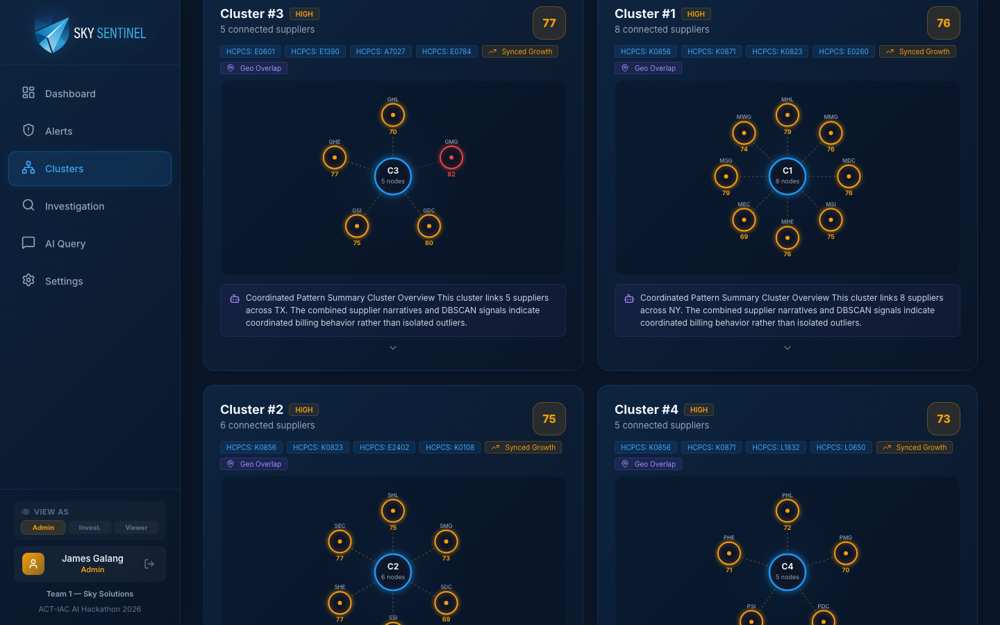 SKY SENTINEL
Dashboard
Alerts
Clusters
Investigation
AI Query
Settings
VIEW AS
Admin
Invest.
Viewer
James Galang
Admin
Team 1 — Sky Solutions
ACT-IAC AI Hackathon 2026
Cluster #3 HIGH
77
5 connected suppliers
HCPCS: E0601 HCPCS: E1390 HCPCS: A7027 HCPCS: E0784 Synced Growth
Geo Overlap
GHL
70
GHE
77
GMG
82
C3
5 nodes
GSI
75
GDC
80
Coordinated Pattern Summary Cluster Overview This cluster links 5 suppliers
across TX. The combined supplier narratives and DBSCAN signals indicate
coordinated billing behavior rather than isolated outliers.
Cluster #1 HIGH
76
8 connected suppliers
HCPCS: K0856 HCPCS: K0871 HCPCS: K0823 HCPCS: E0260 Synced Growth
Geo Overlap
MHL
79
MWG
74
MMG
76
MSG
79
C1
8 nodes
MDC
76
MEC
69
MSI
75
MHE
76
Coordinated Pattern Summary Cluster Overview This cluster links 8 suppliers
across NY. The combined supplier narratives and DBSCAN signals indicate
coordinated billing behavior rather than isolated outliers.
Cluster #2 HIGH
75
6 connected suppliers
HCPCS: K0856 HCPCS: K0823 HCPCS: E2402 HCPCS: K0108 Synced Growth
Geo Overlap
SHL
75
SEC
77
SMG
73
C2
6 nodes
SHE
77
SDC
69
SSI
Cluster #4 HIGH
73
5 connected suppliers
HCPCS: K0856 HCPCS: K0871 HCPCS: L1832 HCPCS: L0650 Synced Growth
Geo Overlap
PHL
72
PHE
71
PMG
70
C4
5 nodes
PSI
PDC